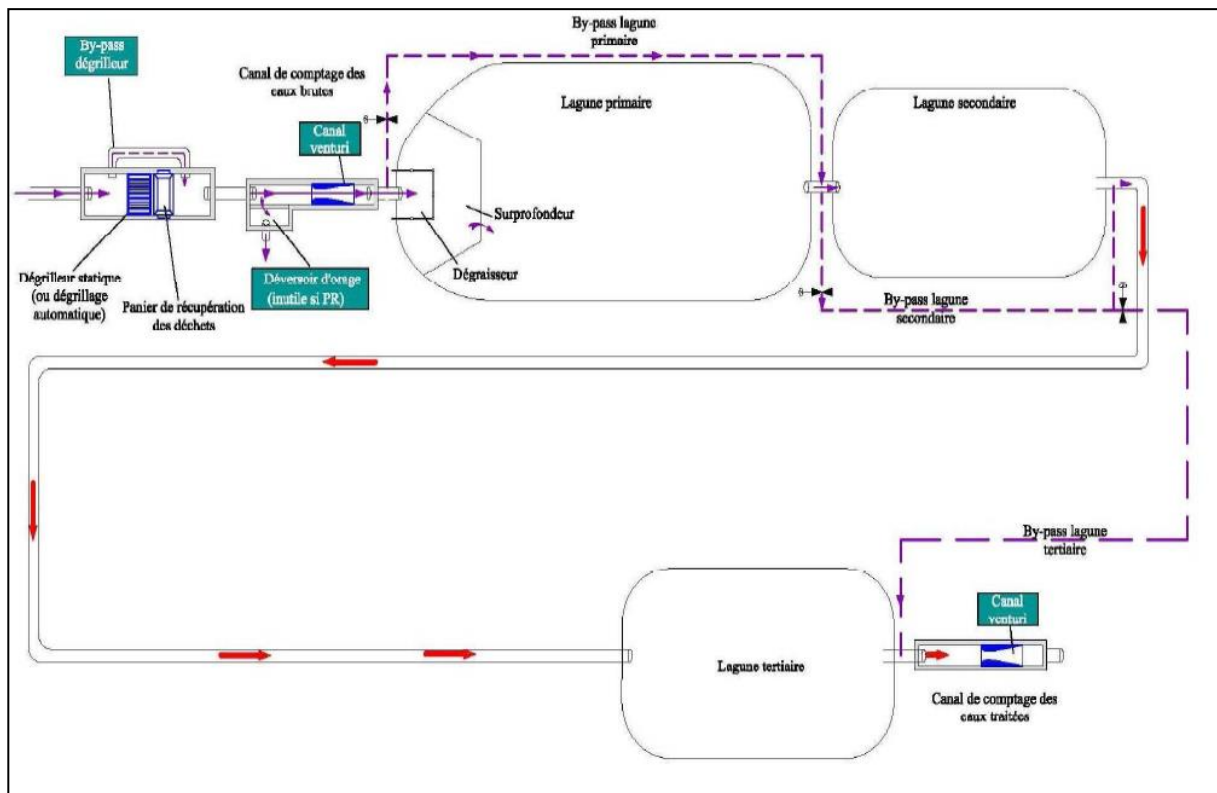 By-pass lagune
primaire
By-pass
dégrilleur
Canal de comptage des
eaux brutes
Lagune primaire
Lagune secondaire
Canal
venturi
Surprofondeur
Dégraisseur
Dégrilleur statique
(ou dégrillage
automatique)
Panier de récupération
des déchets
Déversoir d'orage
(inutile si PR)
By-pass lagune
secondaire
By-pass lagune
tertiaire
Canal
venturi
Lagune tertiaire
Canal de comptage des
eaux traitées